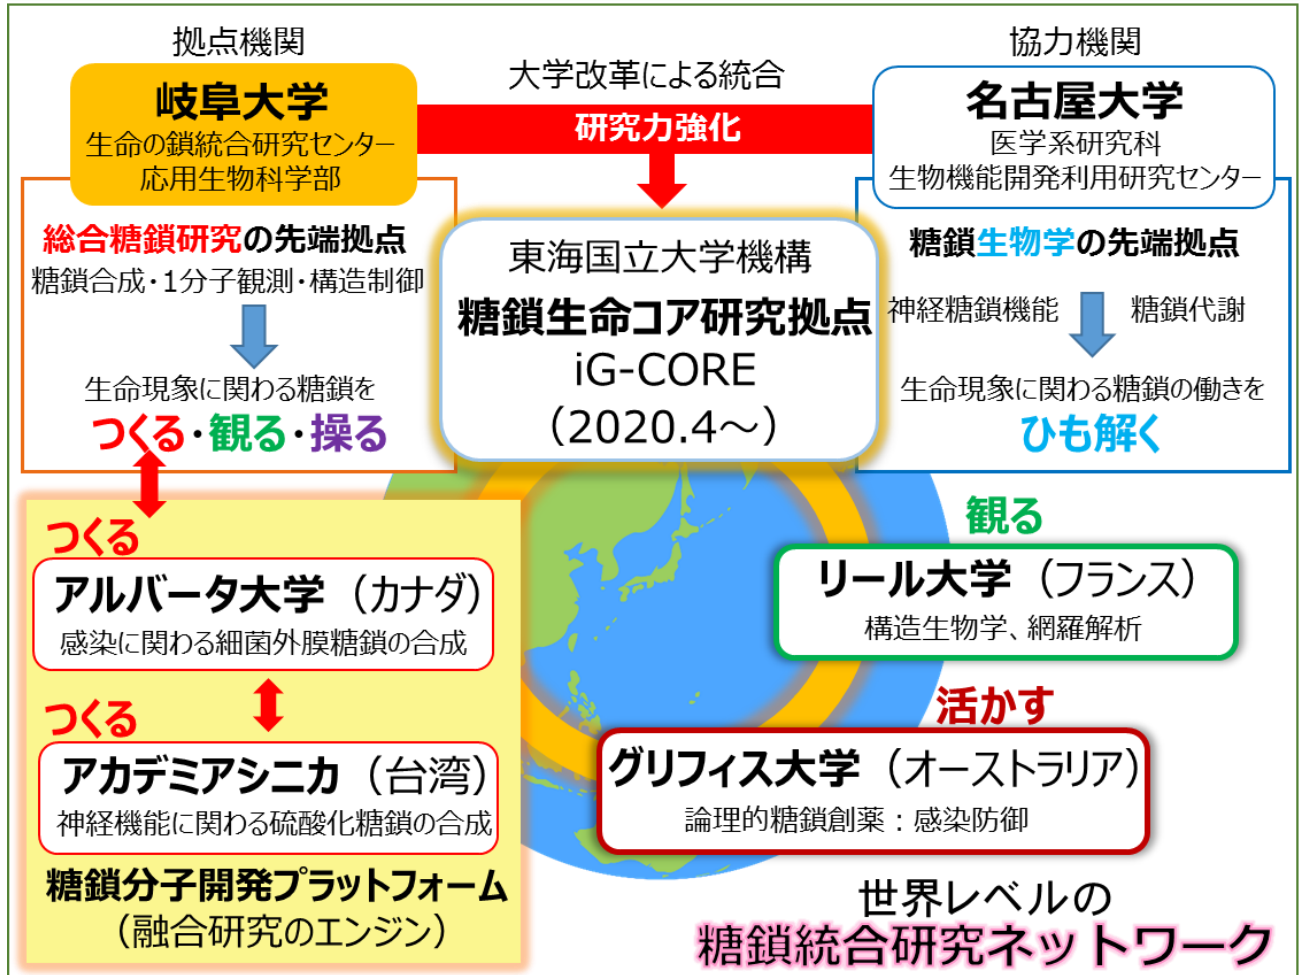 拠点機関
岐阜大学
生命の鎖統合研究センター
応用生物科学部
大学改革による統合
研究力強化
協力機関
名古屋大学
医学系研究科
生物機能開発利用研究センター
総合糖鎖研究の先端拠点
糖鎖合成・1分子観測・構造制御
生命現象に関わる糖鎖を
つくる・観る・操る
東海国立大学機構
糖鎖生命コア研究拠点
iG-CORE
（2020.4～）
糖鎖生物学の先端拠点
神経糖鎖機能 糖鎖代謝
生命現象に関わる糖鎖の働きを
ひも解く
つくる
アルバータ大学（カナダ）
感染に関わる細菌外膜糖鎖の合成
つくる
アカデミアシニカ（台湾）
神経機能に関わる硫酸化糖鎖の合成
糖鎖分子開発プラットフォーム
（融合研究のエンジン）
観る
リール大学（フランス）
構造生物学、網羅解析
活かす
グリフィス大学（オーストラリア）
論理的糖鎖創薬：感染防御
世界レベルの
糖鎖統合研究ネットワーク